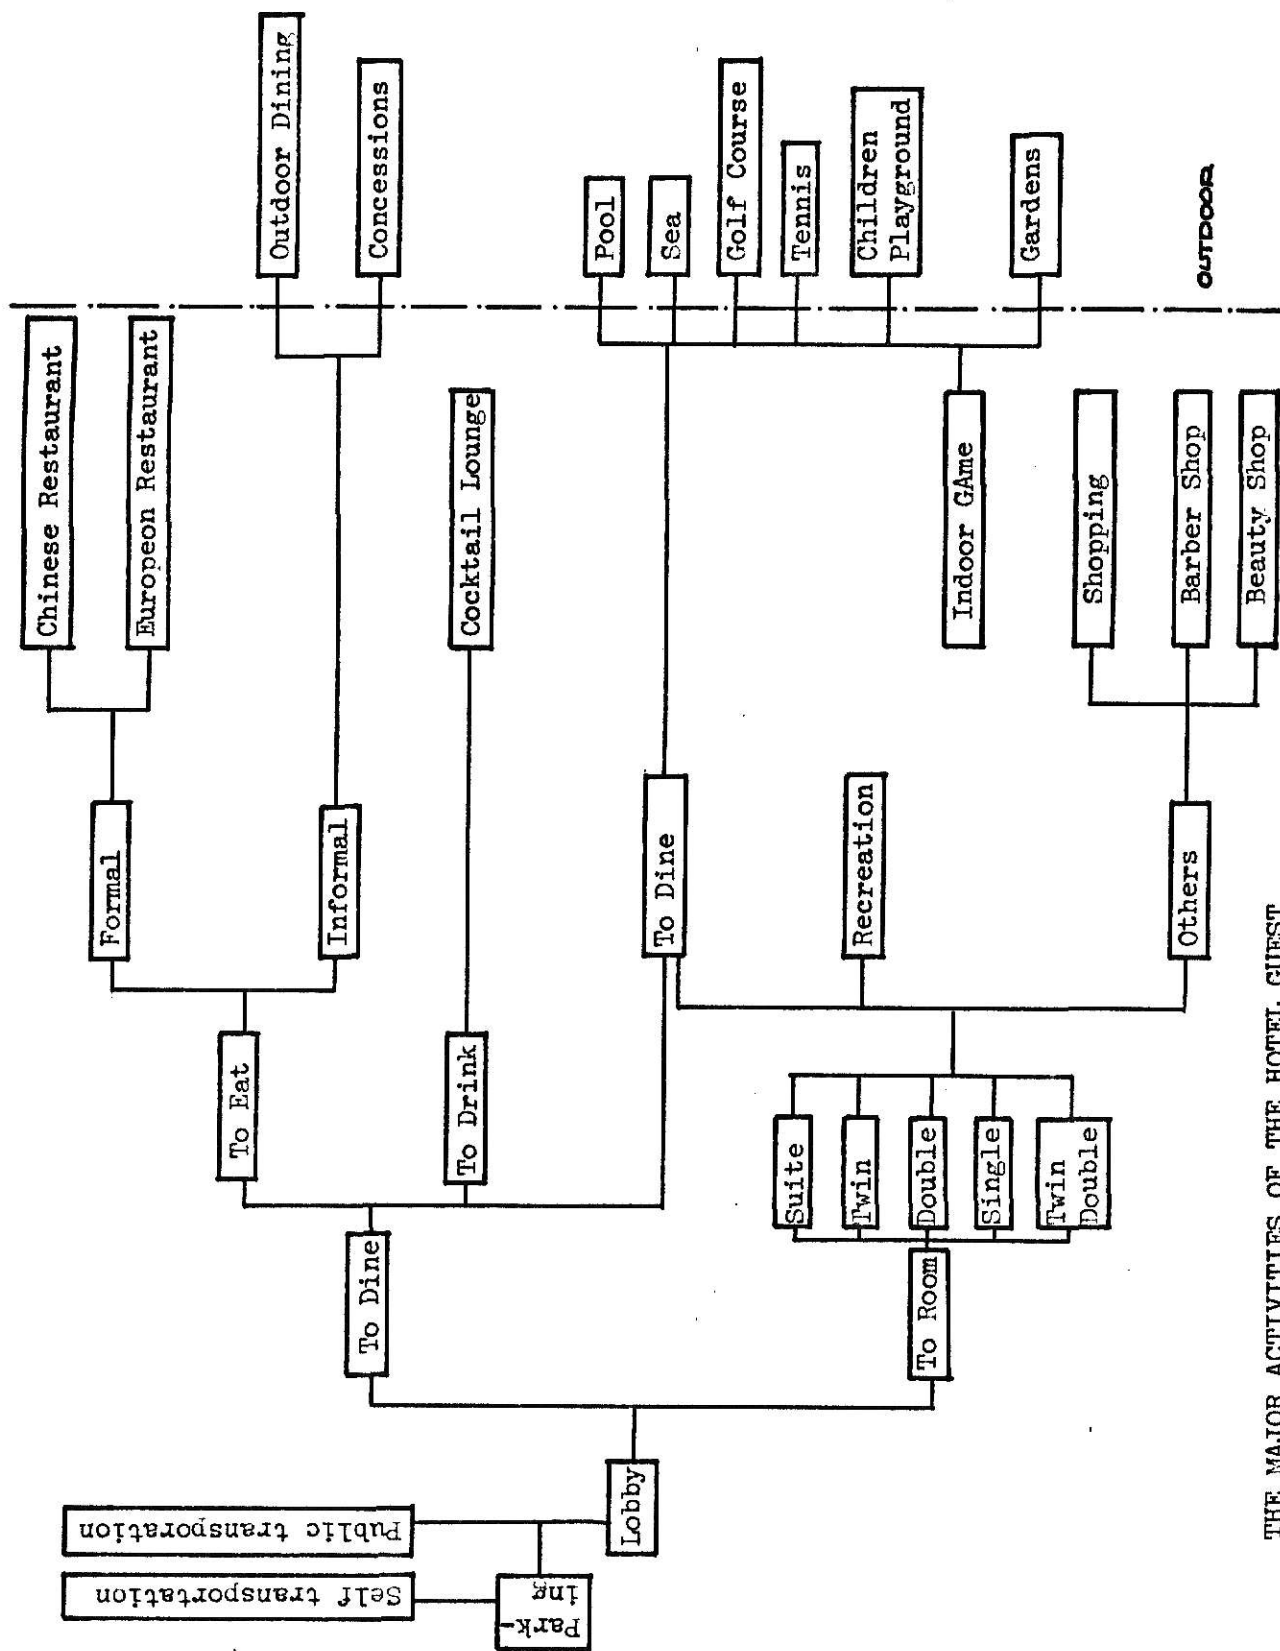 Self transportation
Public transporation
Park-
ing
Lobby
To Dine
To Room
To Eat
To Drink
Suite
Twin
Double
Single
Twin
Double
Formal
Informal
To Dine
Recreation
Others
Chinese Restaurant
Europeon Restaurant
Cocktail Lounge
Indoor GAme
Shopping
Barber Shop
Beauty Shop
Outdoor Dining
Concessions
Pool
Sea
Golf Course
Tennis
Children
Playground
Gardens
OUTDOOR
THE MAJOR ACTIVITIES OF THE HOTEL GUEST